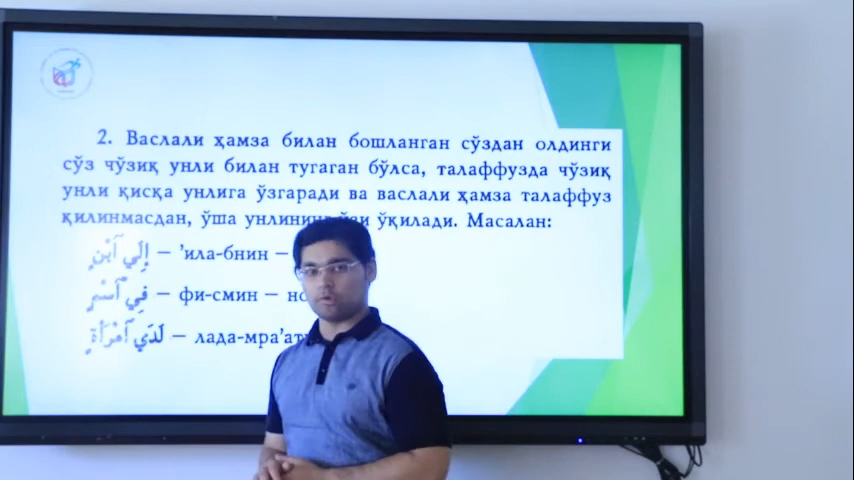 2. Васлали ҳамза билан бошланган сўздан олдинги
сўз чўзиқ унли билан тугаган бўлса, талаффузда чўзиқ
унли қисқа унлига ўзгаради ва васлали ҳамза талаффуз
қилинмасдан, ўша унлининг ўқилади. Масалан:
إِلَي ٱبْنٍ – ’ила-бнин –
فِي ٱسْمٍ – фи-смин –
لَدَي ٱمْرَأَةٍ – лада-мра’ат